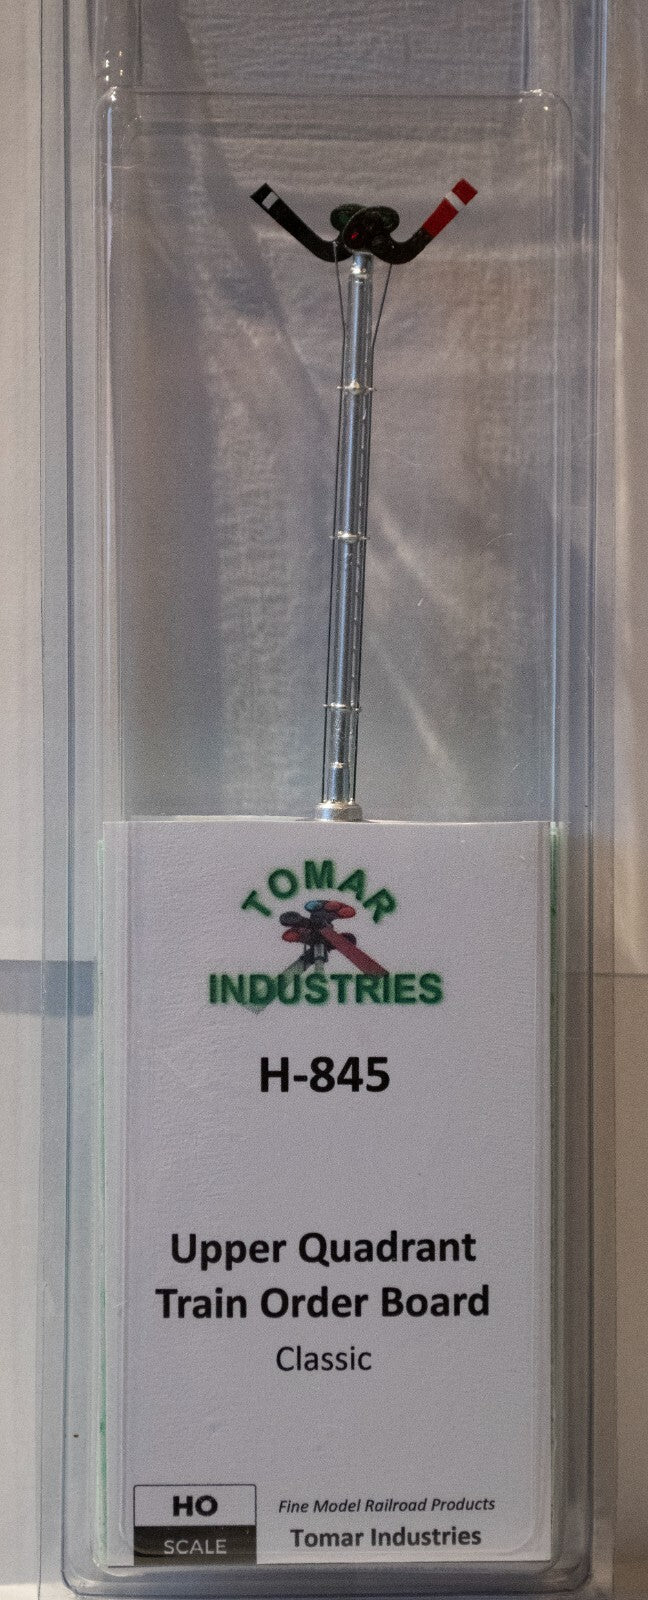 TOMAR
INDUSTRIES
H-845
Upper Quadrant
Train Order Board
Classic
HO
SCALE
Fine Model Railroad Products
Tomar Industries